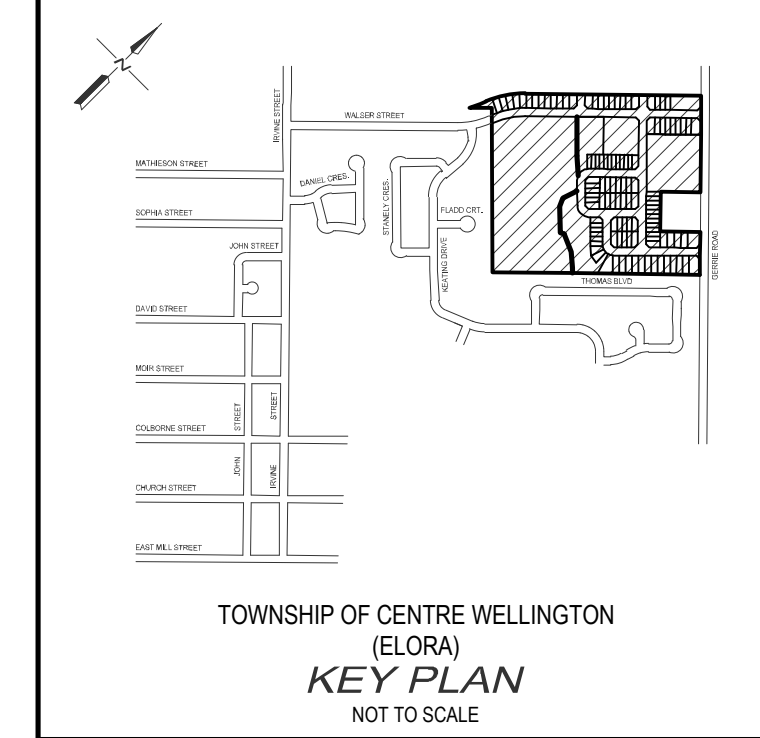 N
IRVINE STREET
WALSER STREET
MATHIESON STREET
DANIEL CRES.
STANELY CRES.
SOPHIA STREET
FLADD CRT.
JOHN STREET
KEATING DRIVE
GERRIE ROAD
THOMAS BLVD
DAVID STREET
MOIR STREET
STREET
STREET
COLBORNE STREET
JOHN
IRVINE
CHURCH STREET
EAST MILL STREET
TOWNSHIP OF CENTRE WELLINGTON
(ELORA)
KEY PLAN
NOT TO SCALE